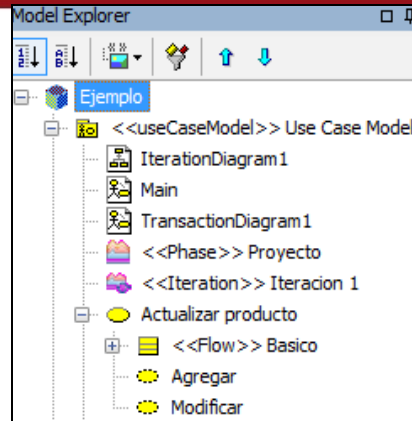 Model Explorer
Ejemplo
<<useCaseModel>> Use Case Model
IterationDiagram1
Main
TransactionDiagram1
<<Phase>> Proyecto
<<Iteration>> Iteracion 1
Actualizar producto
<<Flow>> Basico
Agregar
Modificar